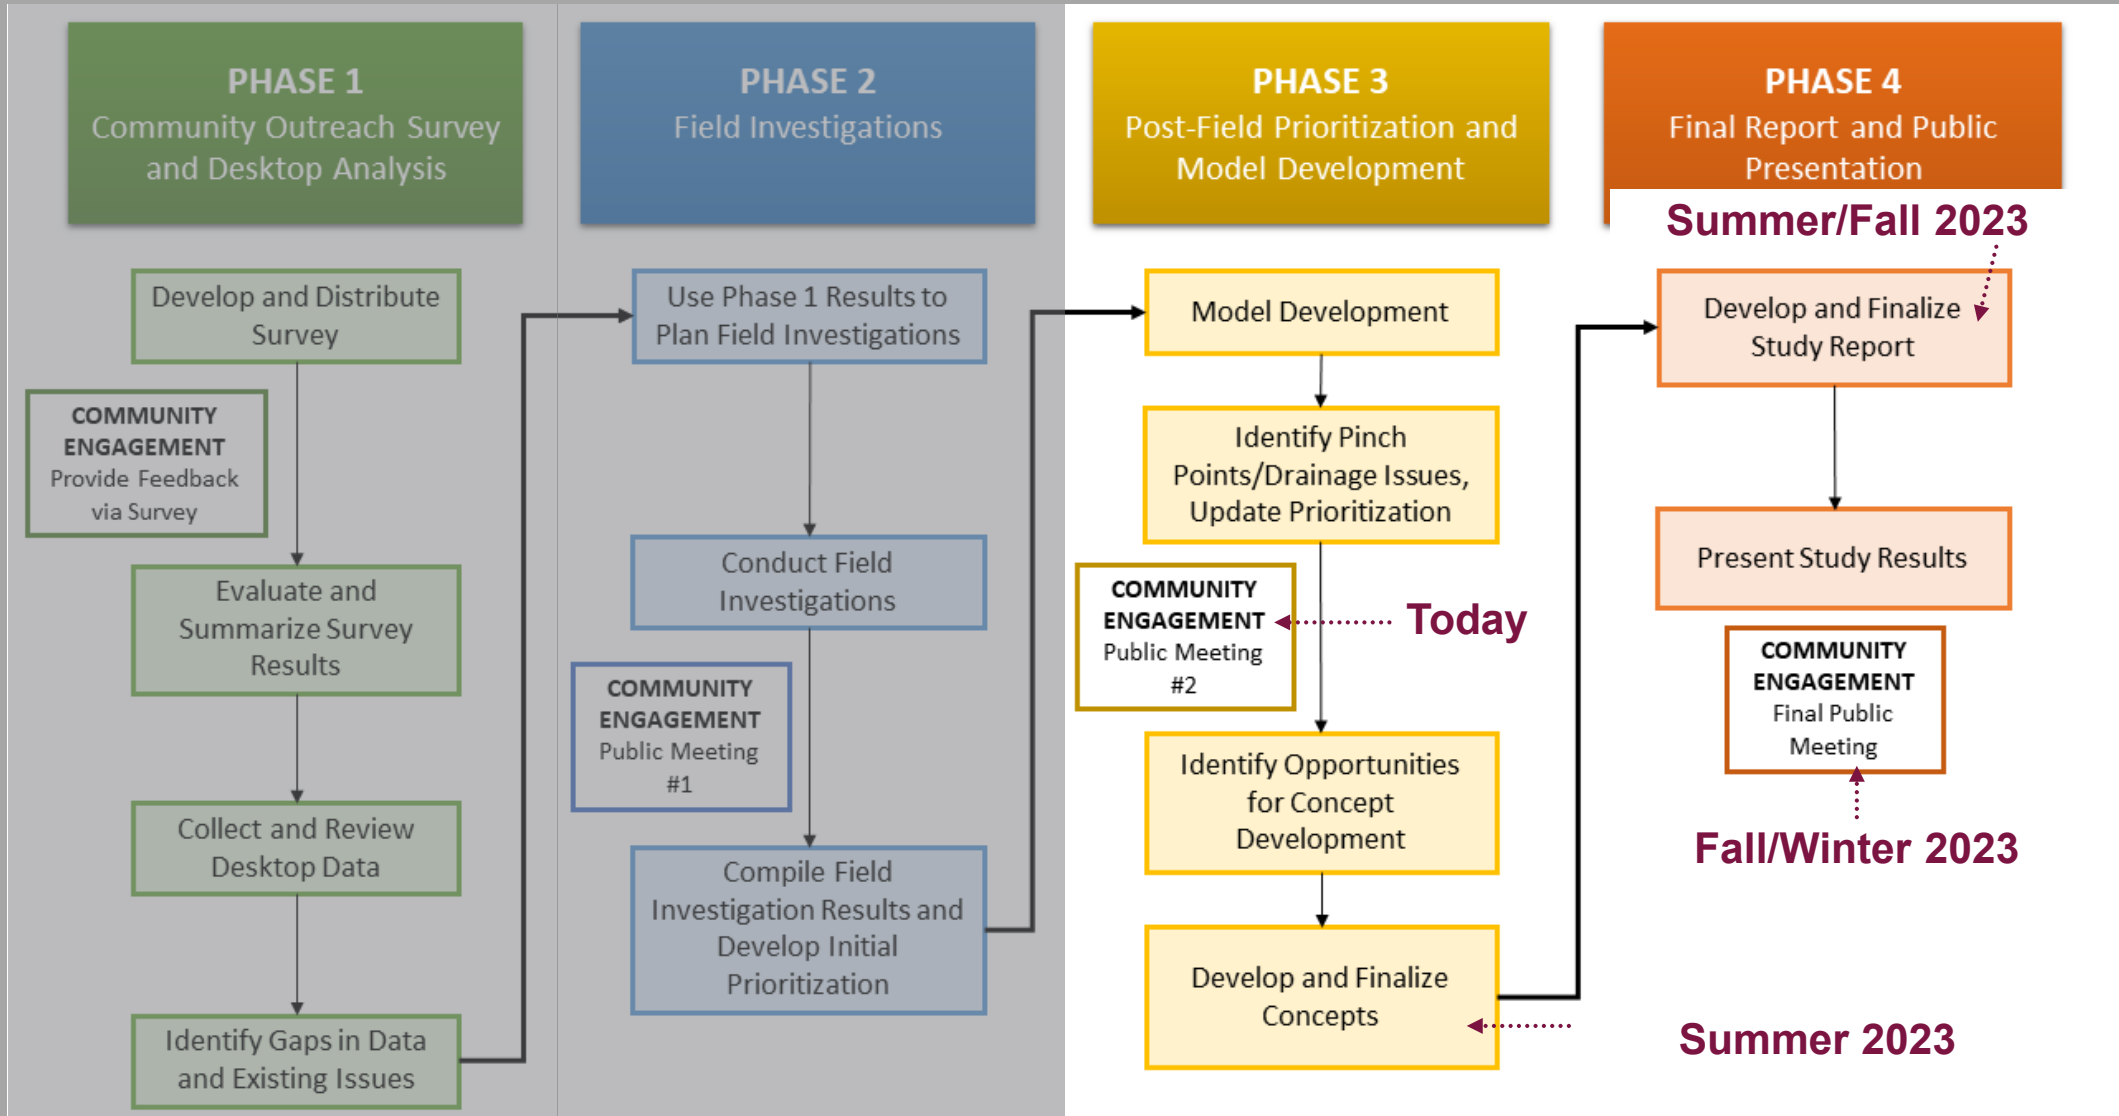 PHASE 1
Community Outreach Survey
and Desktop Analysis
Develop and Distribute
Survey
COMMUNITY
ENGAGEMENT
Provide Feedback
via Survey
Evaluate and
Summarize Survey
Results
Collect and Review
Desktop Data
Identify Gaps in Data
and Existing Issues
PHASE 2
Field Investigations
Use Phase 1 Results to
Plan Field Investigations
Conduct Field
Investigations
COMMUNITY
ENGAGEMENT
Public Meeting
#1
Compile Field
Investigation Results and
Develop Initial
Prioritization
PHASE 3
Post-Field Prioritization and
Model Development
Model Development
Identify Pinch
Points/Drainage Issues,
Update Prioritization
COMMUNITY
ENGAGEMENT
Public Meeting
#2
Today
Identify Opportunities
for Concept
Development
Develop and Finalize
Concepts
Summer 2023
PHASE 4
Final Report and Public
Presentation
Summer/Fall 2023
Develop and Finalize
Study Report
Present Study Results
COMMUNITY
ENGAGEMENT
Final Public
Meeting
Fall/Winter 2023